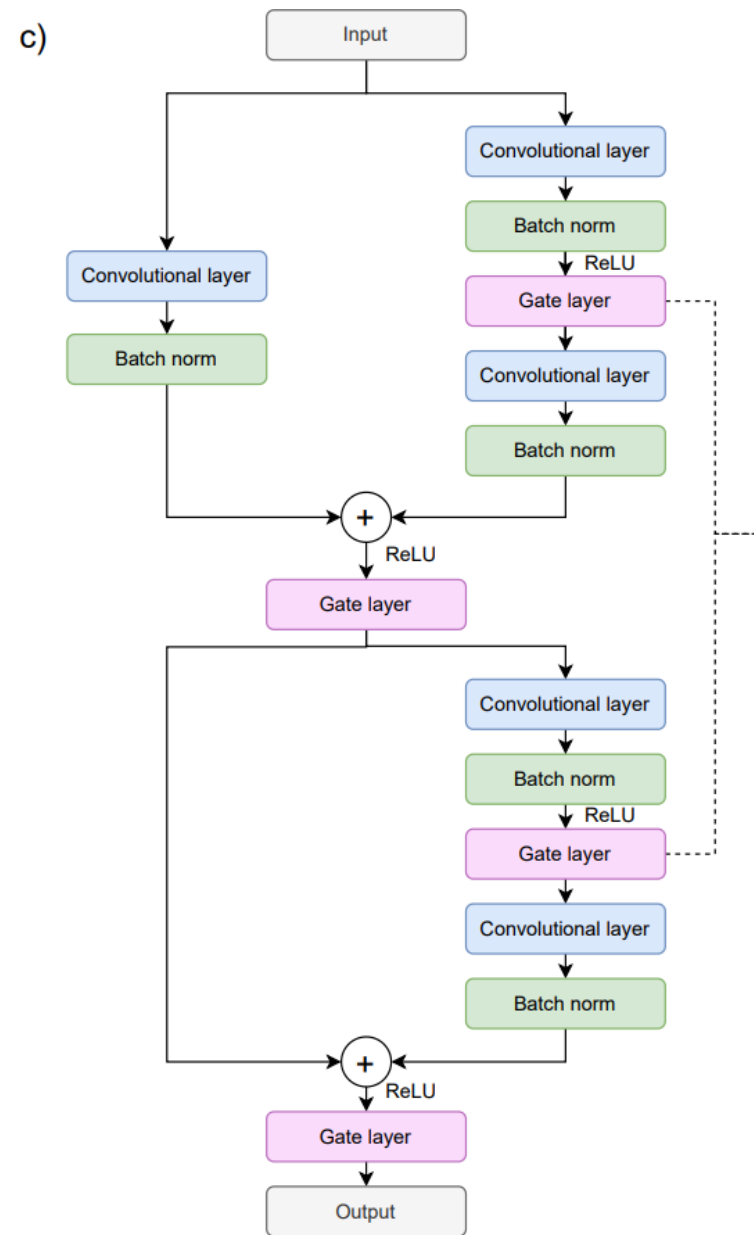 c)
Input
Convolutional layer
Batch norm
ReLU
Convolutional layer
Gate layer
Batch norm
Convolutional layer
Batch norm
+
ReLU
Gate layer
Convolutional layer
Batch norm
ReLU
Gate layer
Convolutional layer
Batch norm
+
ReLU
Gate layer
Output